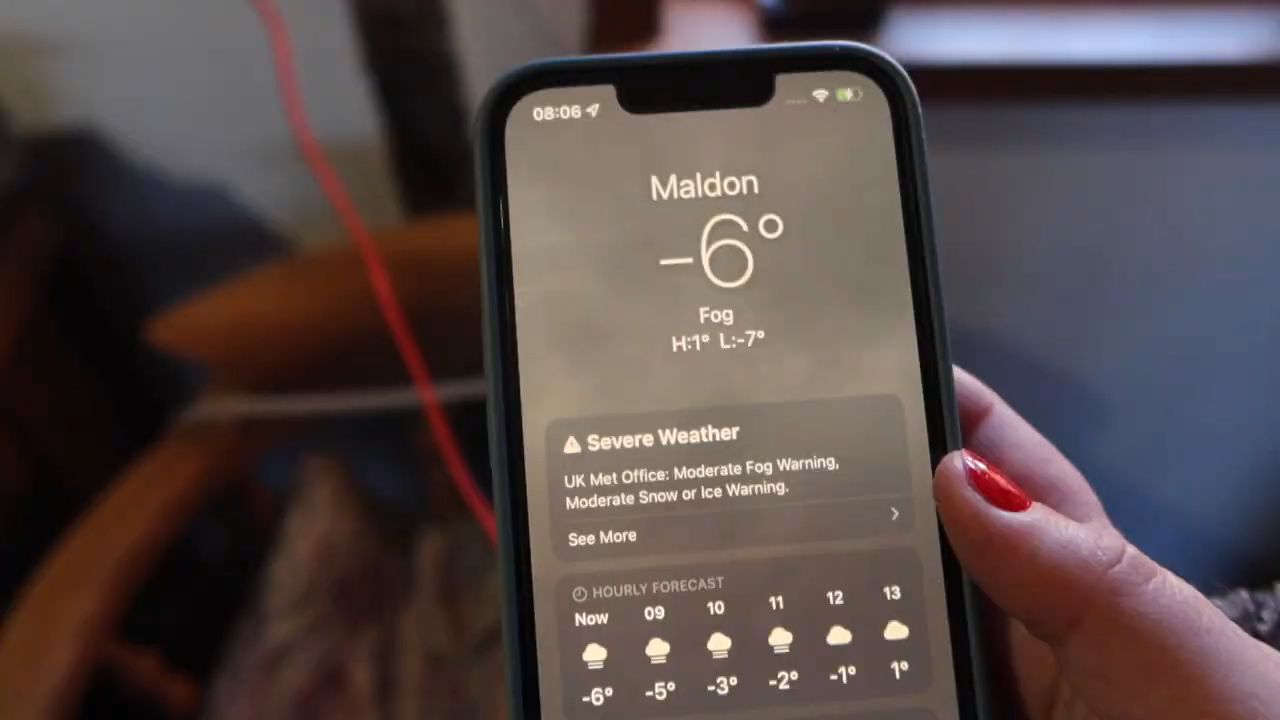 08:06
Maldon
-6°
Fog
H:1° L:-7°
Severe Weather
UK Met Office: Moderate Fog Warning,
Moderate Snow or Ice Warning.
See More
HOURLY FORECAST
Now 09 10 11 12 13
-6° -5° -3° -2° -1° 1°